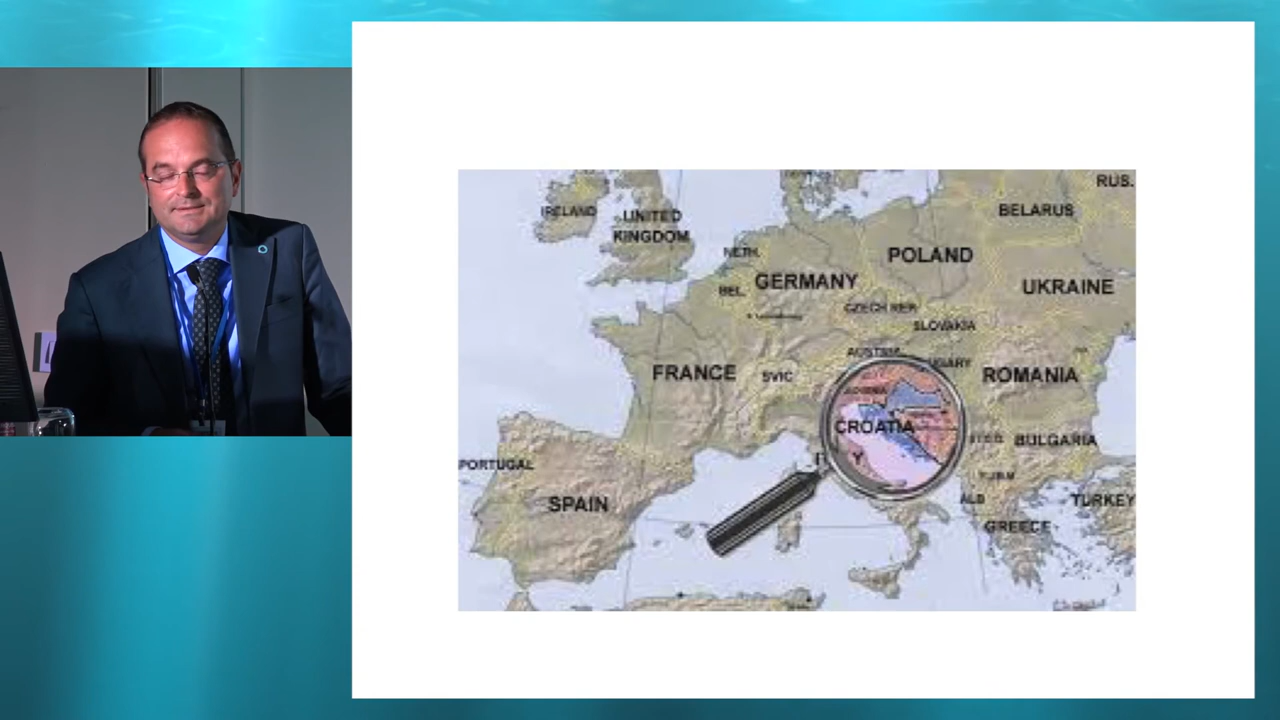 RUS.
IRELAND
UNITED
KINGDOM
BELARUS
NETH.
POLAND
GERMANY
BEL.
UKRAINE
CZECH REP.
SLOVAKIA
AUSTRIA
FRANCE
SVIC
ROMANIA
CROATIA
BULGARIA
Y
PORTUGAL
SPAIN
ALB
TURKEY
GREECE